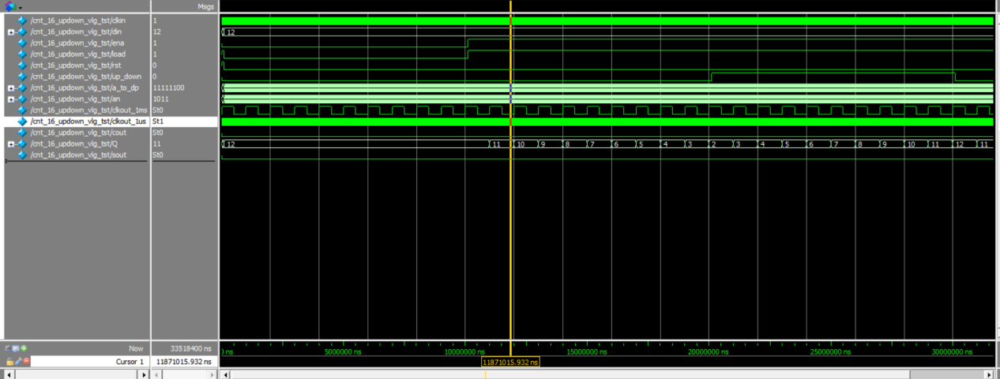 Msgs
/cnt_16_updown_vlg_tst/clkin 1
/cnt_16_updown_vlg_tst/din 12 12
/cnt_16_updown_vlg_tst/ena 1
/cnt_16_updown_vlg_tst/load 1
/cnt_16_updown_vlg_tst/rst 0
/cnt_16_updown_vlg_tst/up_down 0
/cnt_16_updown_vlg_tst/a_to_dp 11111100
/cnt_16_updown_vlg_tst/an 1011
/cnt_16_updown_vlg_tst/clkout_1ms St0
/cnt_16_updown_vlg_tst/clkout_1us St1
/cnt_16_updown_vlg_tst/cout St0
/cnt_16_updown_vlg_tst/Q 11 12 11 10 9 8 7 6 5 4 3 2 3 4 5 6 7 8 9 10 11 12 11
/cnt_16_updown_vlg_tst/sout St0
Now 33518400 ns ns 5000000 ns 10000000 ns 15000000 ns 20000000 ns 25000000 ns 30000000 ns
Cursor 1 11871015.932 ns 11871015.932 ns